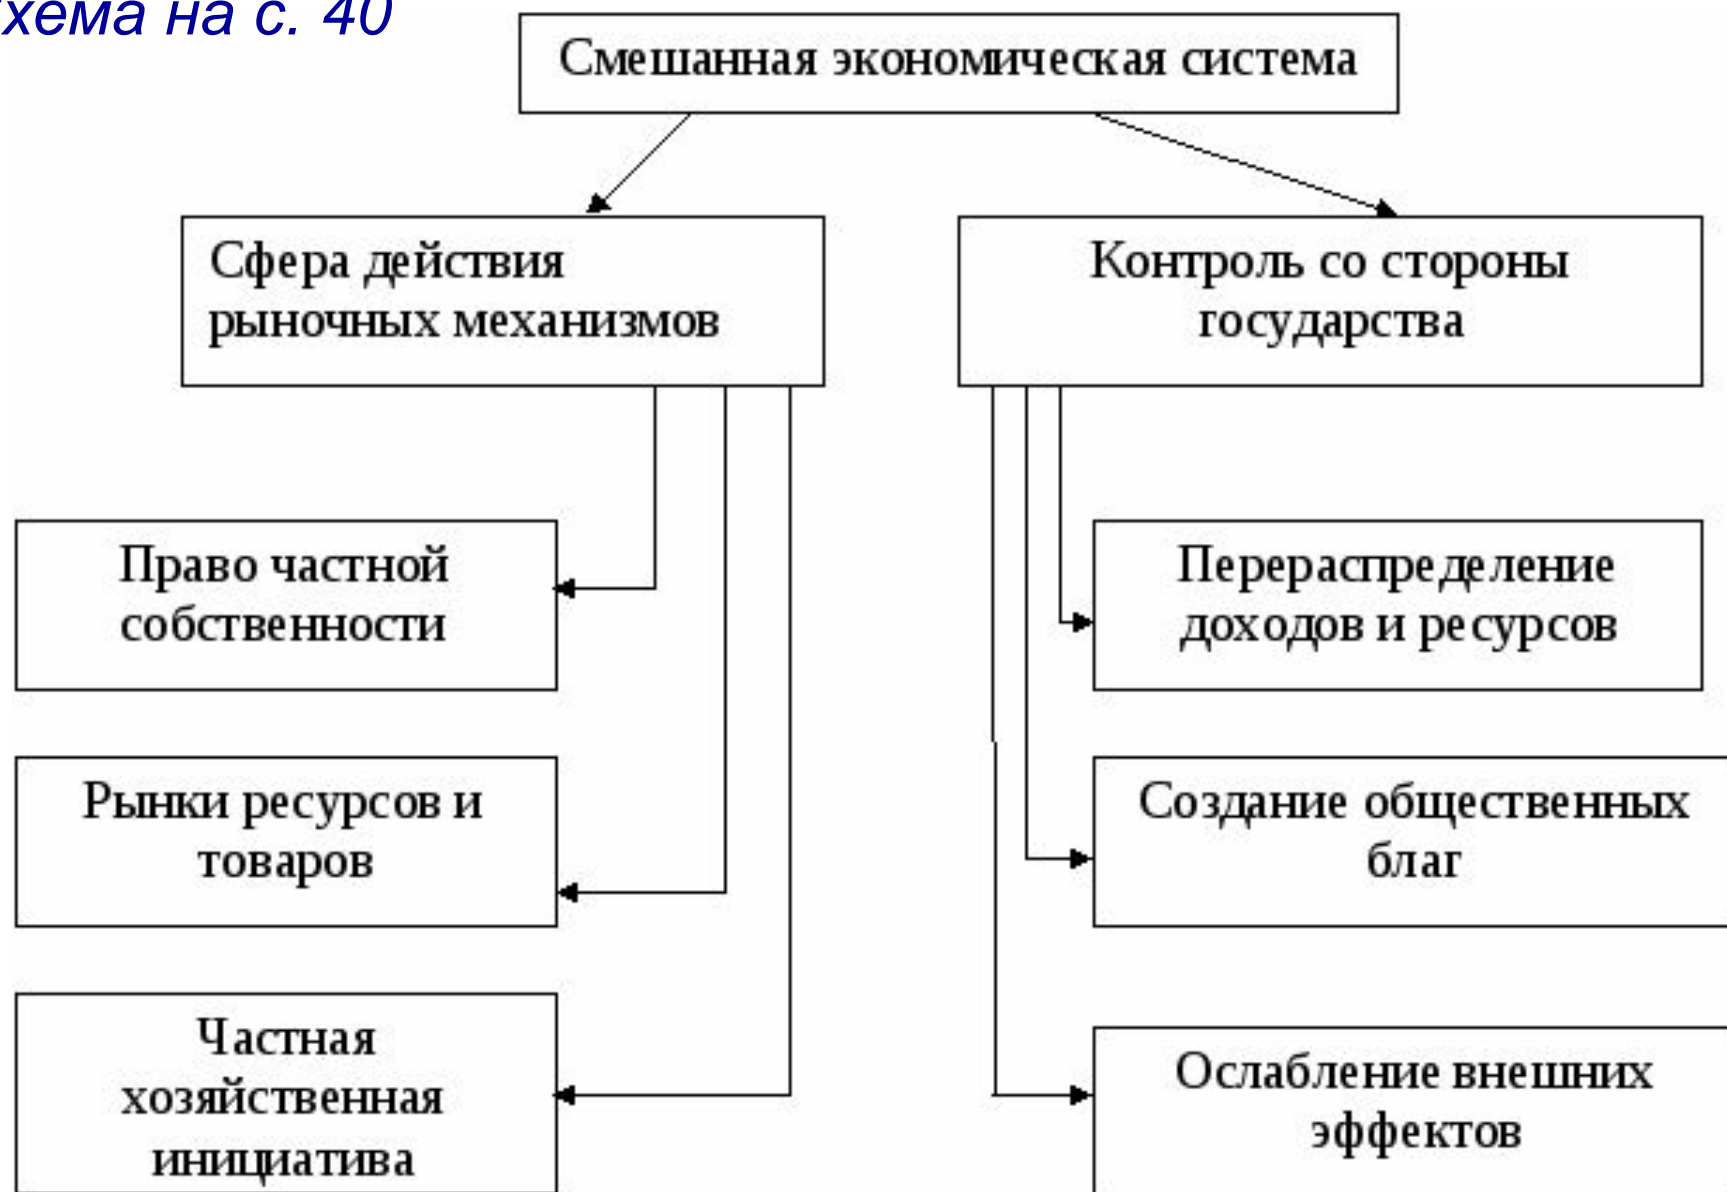 хема на с. 40
Смешанная экономическая система
Сфера действия
рыночных механизмов
Контроль со стороны
государства
Право частной
собственности
Перераспределение
доходов и ресурсов
Рынки ресурсов и
товаров
Создание общественных
благ
Частная
хозяйственная
инициатива
Ослабление внешних
эффектов